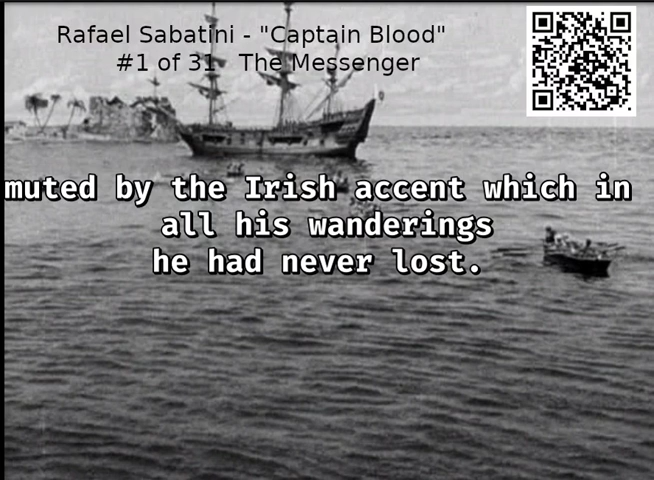 Rafael Sabatini - "Captain Blood"
#1 of 31 The Messenger
muted by the Irish accent which in
all his wanderings
he had never lost.